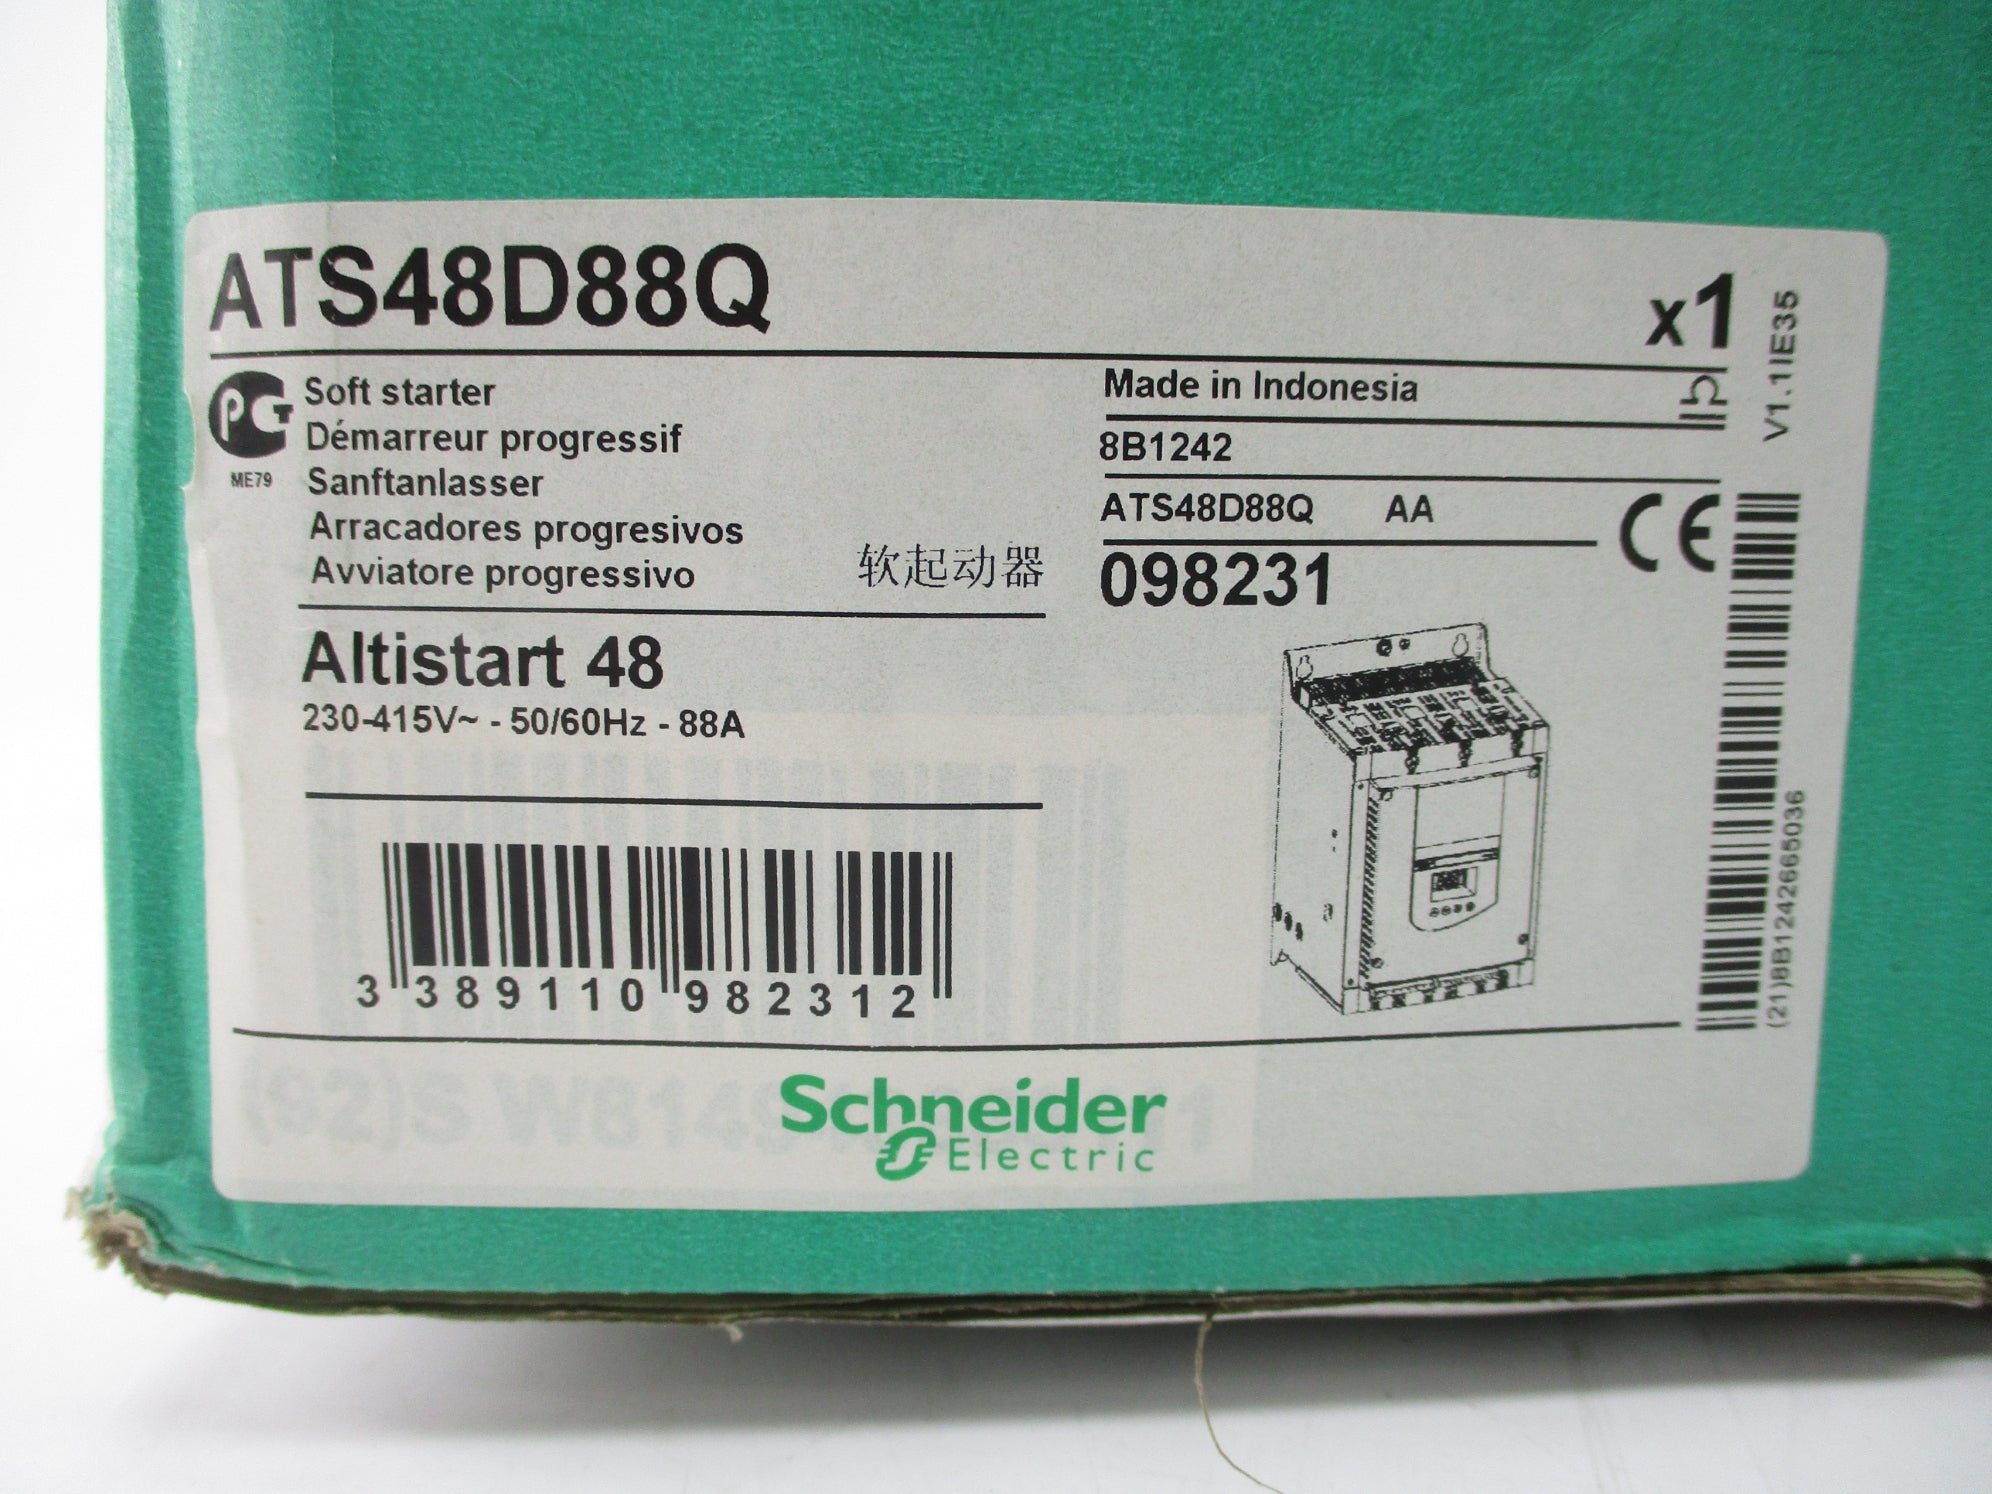 ATS48D88Q
x1
V1.1IE35
Soft starter
Démarreur progressif
Sanftanlasser
Arracadores progresivos
Avviatore progressivo
软起动器
ME79
Made in Indonesia
8B1242
ATS48D88Q AA
098231
CE
Altistart 48
230-415V~ - 50/60Hz - 88A
3 389110 982312
(21)8B1242665036
Schneider
Electric